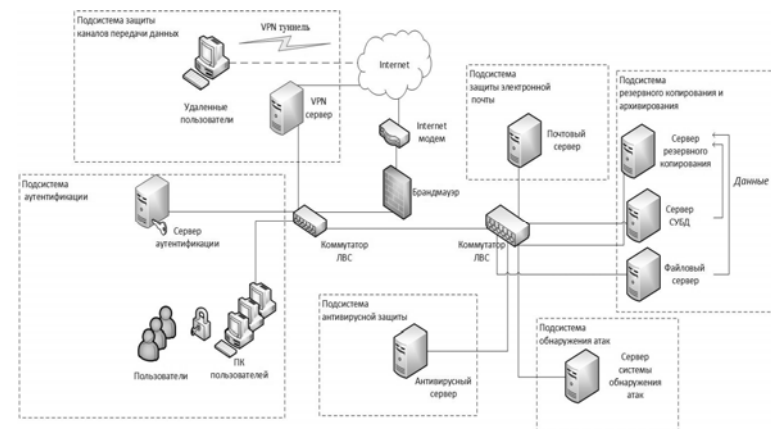 Подсистема защиты
каналов передачи данных
VPN туннель
Удаленные
пользователи
VPN
сервер
Internet
Internet
модем
Брандмауэр
Подсистема
защиты электронной
почты
Почтовый
сервер
Подсистема
резервного копирования и
архивирования
Сервер
резервного
копирования
Данные
Сервер
СУБД
Файловый
сервер
Подсистема
аутентификации
Сервер
аутентификации
Коммутатор
ЛВС
Коммутатор
ЛВС
Пользователи
ПК
пользователей
Подсистема
антивирусной защиты
Антивирусный
сервер
Подсистема
обнаружения атак
Сервер
системы
обнаружения
атак